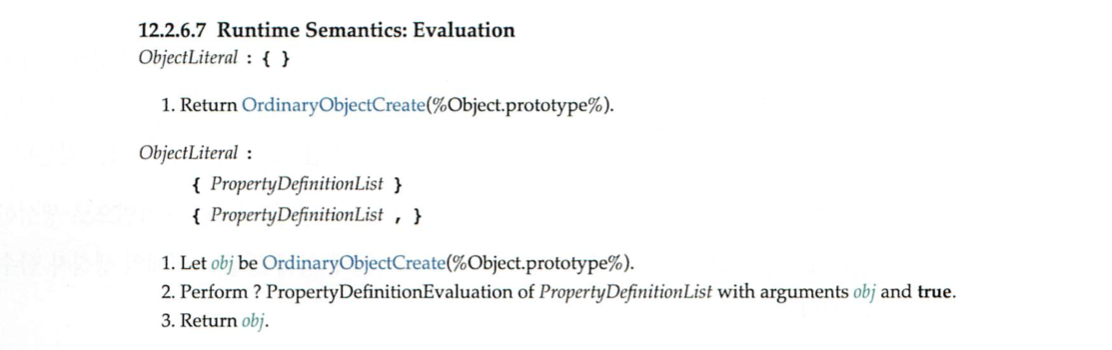 12.2.6.7 Runtime Semantics: Evaluation
ObjectLiteral : { }
1. Return OrdinaryObjectCreate(%Object.prototype%).
ObjectLiteral :
{ PropertyDefinitionList }
{ PropertyDefinitionList , }
1. Let obj be OrdinaryObjectCreate(%Object.prototype%).
2. Perform ? PropertyDefinitionEvaluation of PropertyDefinitionList with arguments obj and true.
3. Return obj.